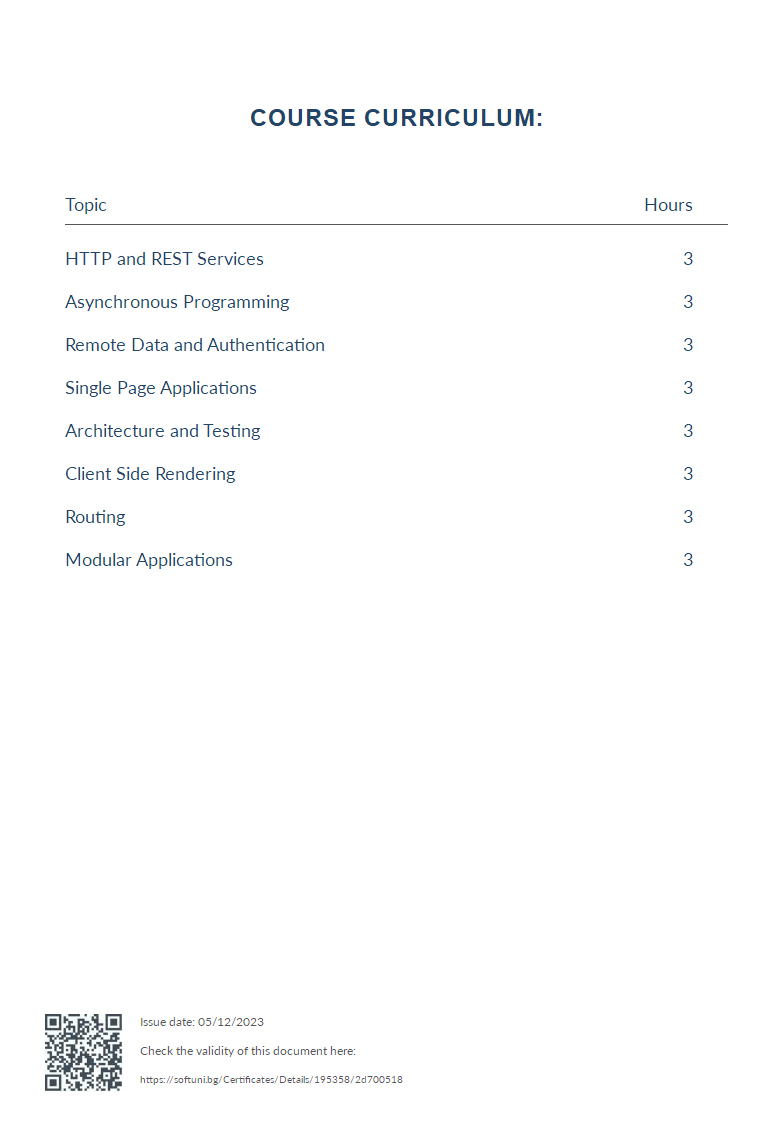 COURSE CURRICULUM:
Topic Hours
HTTP and REST Services 3
Asynchronous Programming 3
Remote Data and Authentication 3
Single Page Applications 3
Architecture and Testing 3
Client Side Rendering 3
Routing 3
Modular Applications 3
Issue date: 05/12/2023
Check the validity of this document here:
https://softuni.bg/Certificates/Details/195358/2d700518